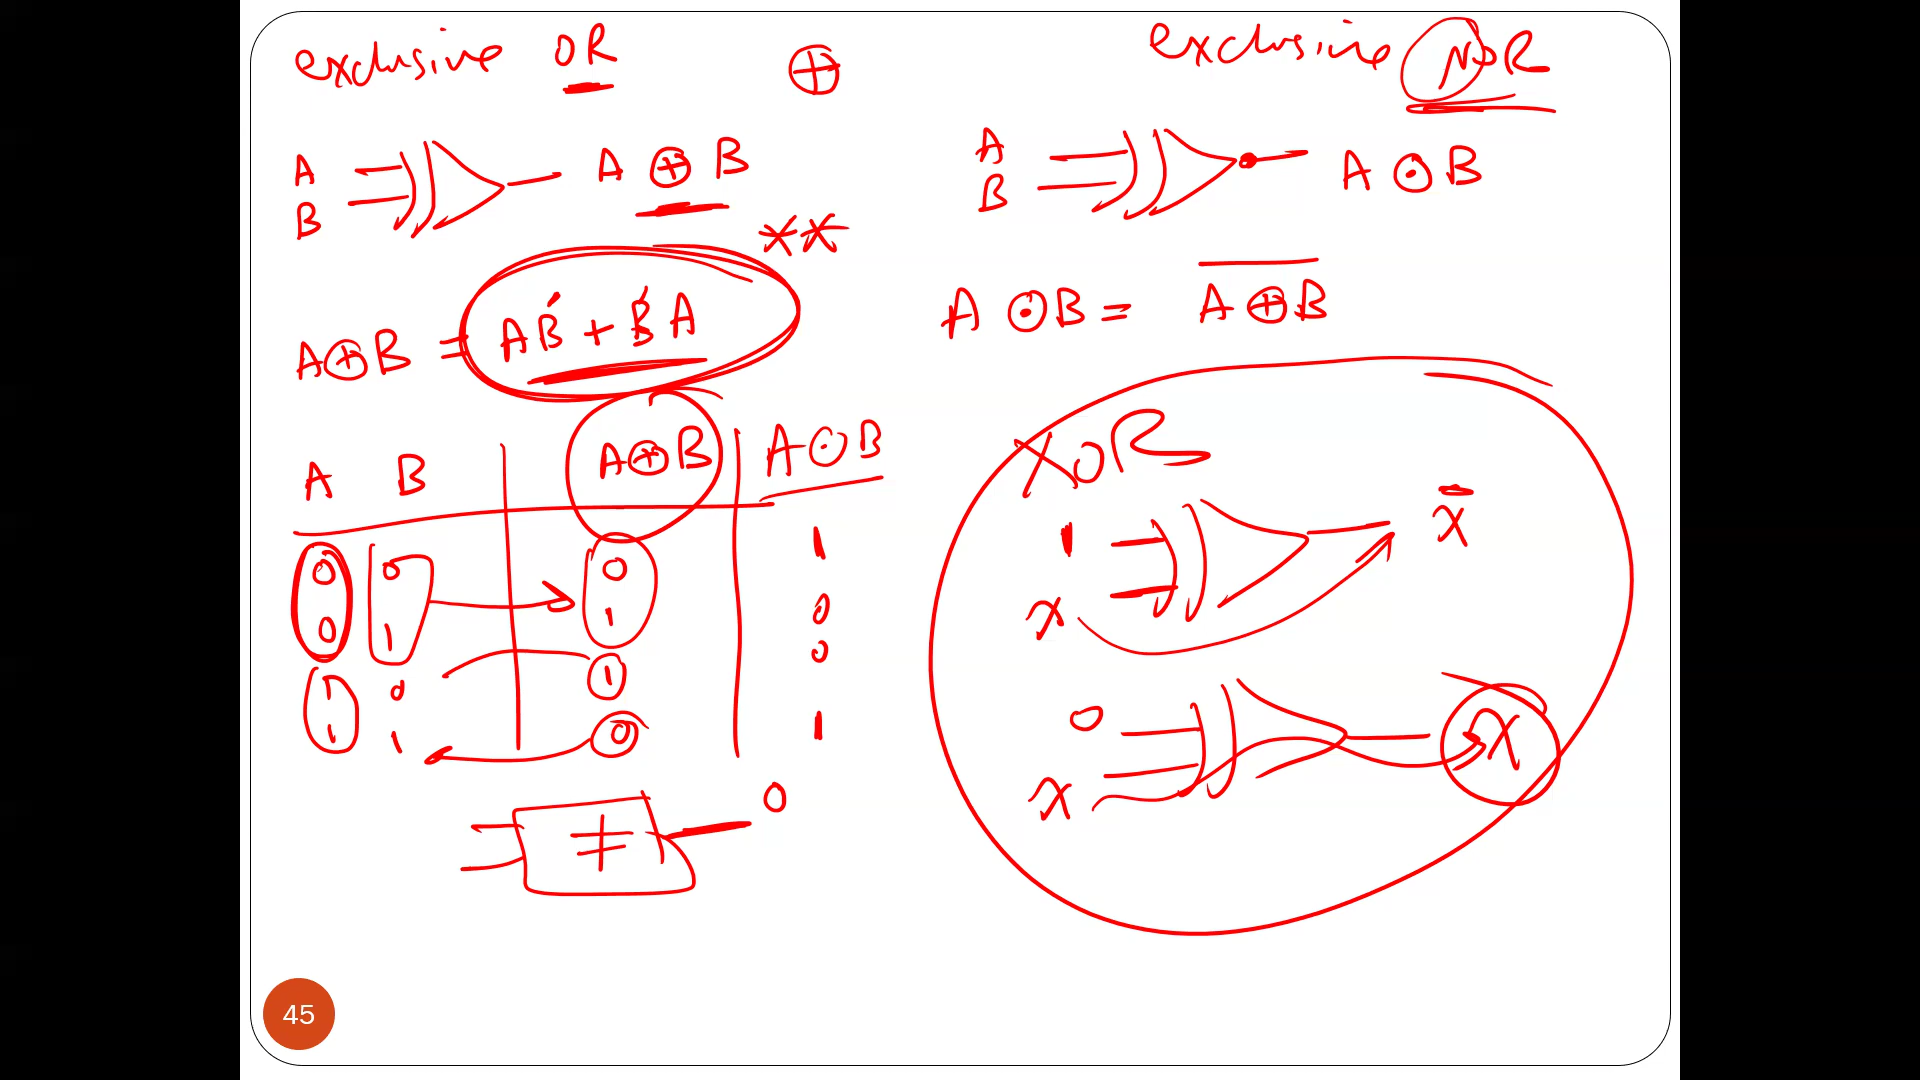 exclusive OR ⊕
A
B
A ⊕ B
**
A⊕B = AB́ + B́A
A B A⊕B A⊙B
0 0 0 1
0 1 1 0
1 0 1 0
1 1 0 1
≠ 0
exclusive NOR
A
B
A ⊙ B
A ⊙ B = A̅ ⊕̅ B̅
XOR
1
x
x̄
0
x
x
45